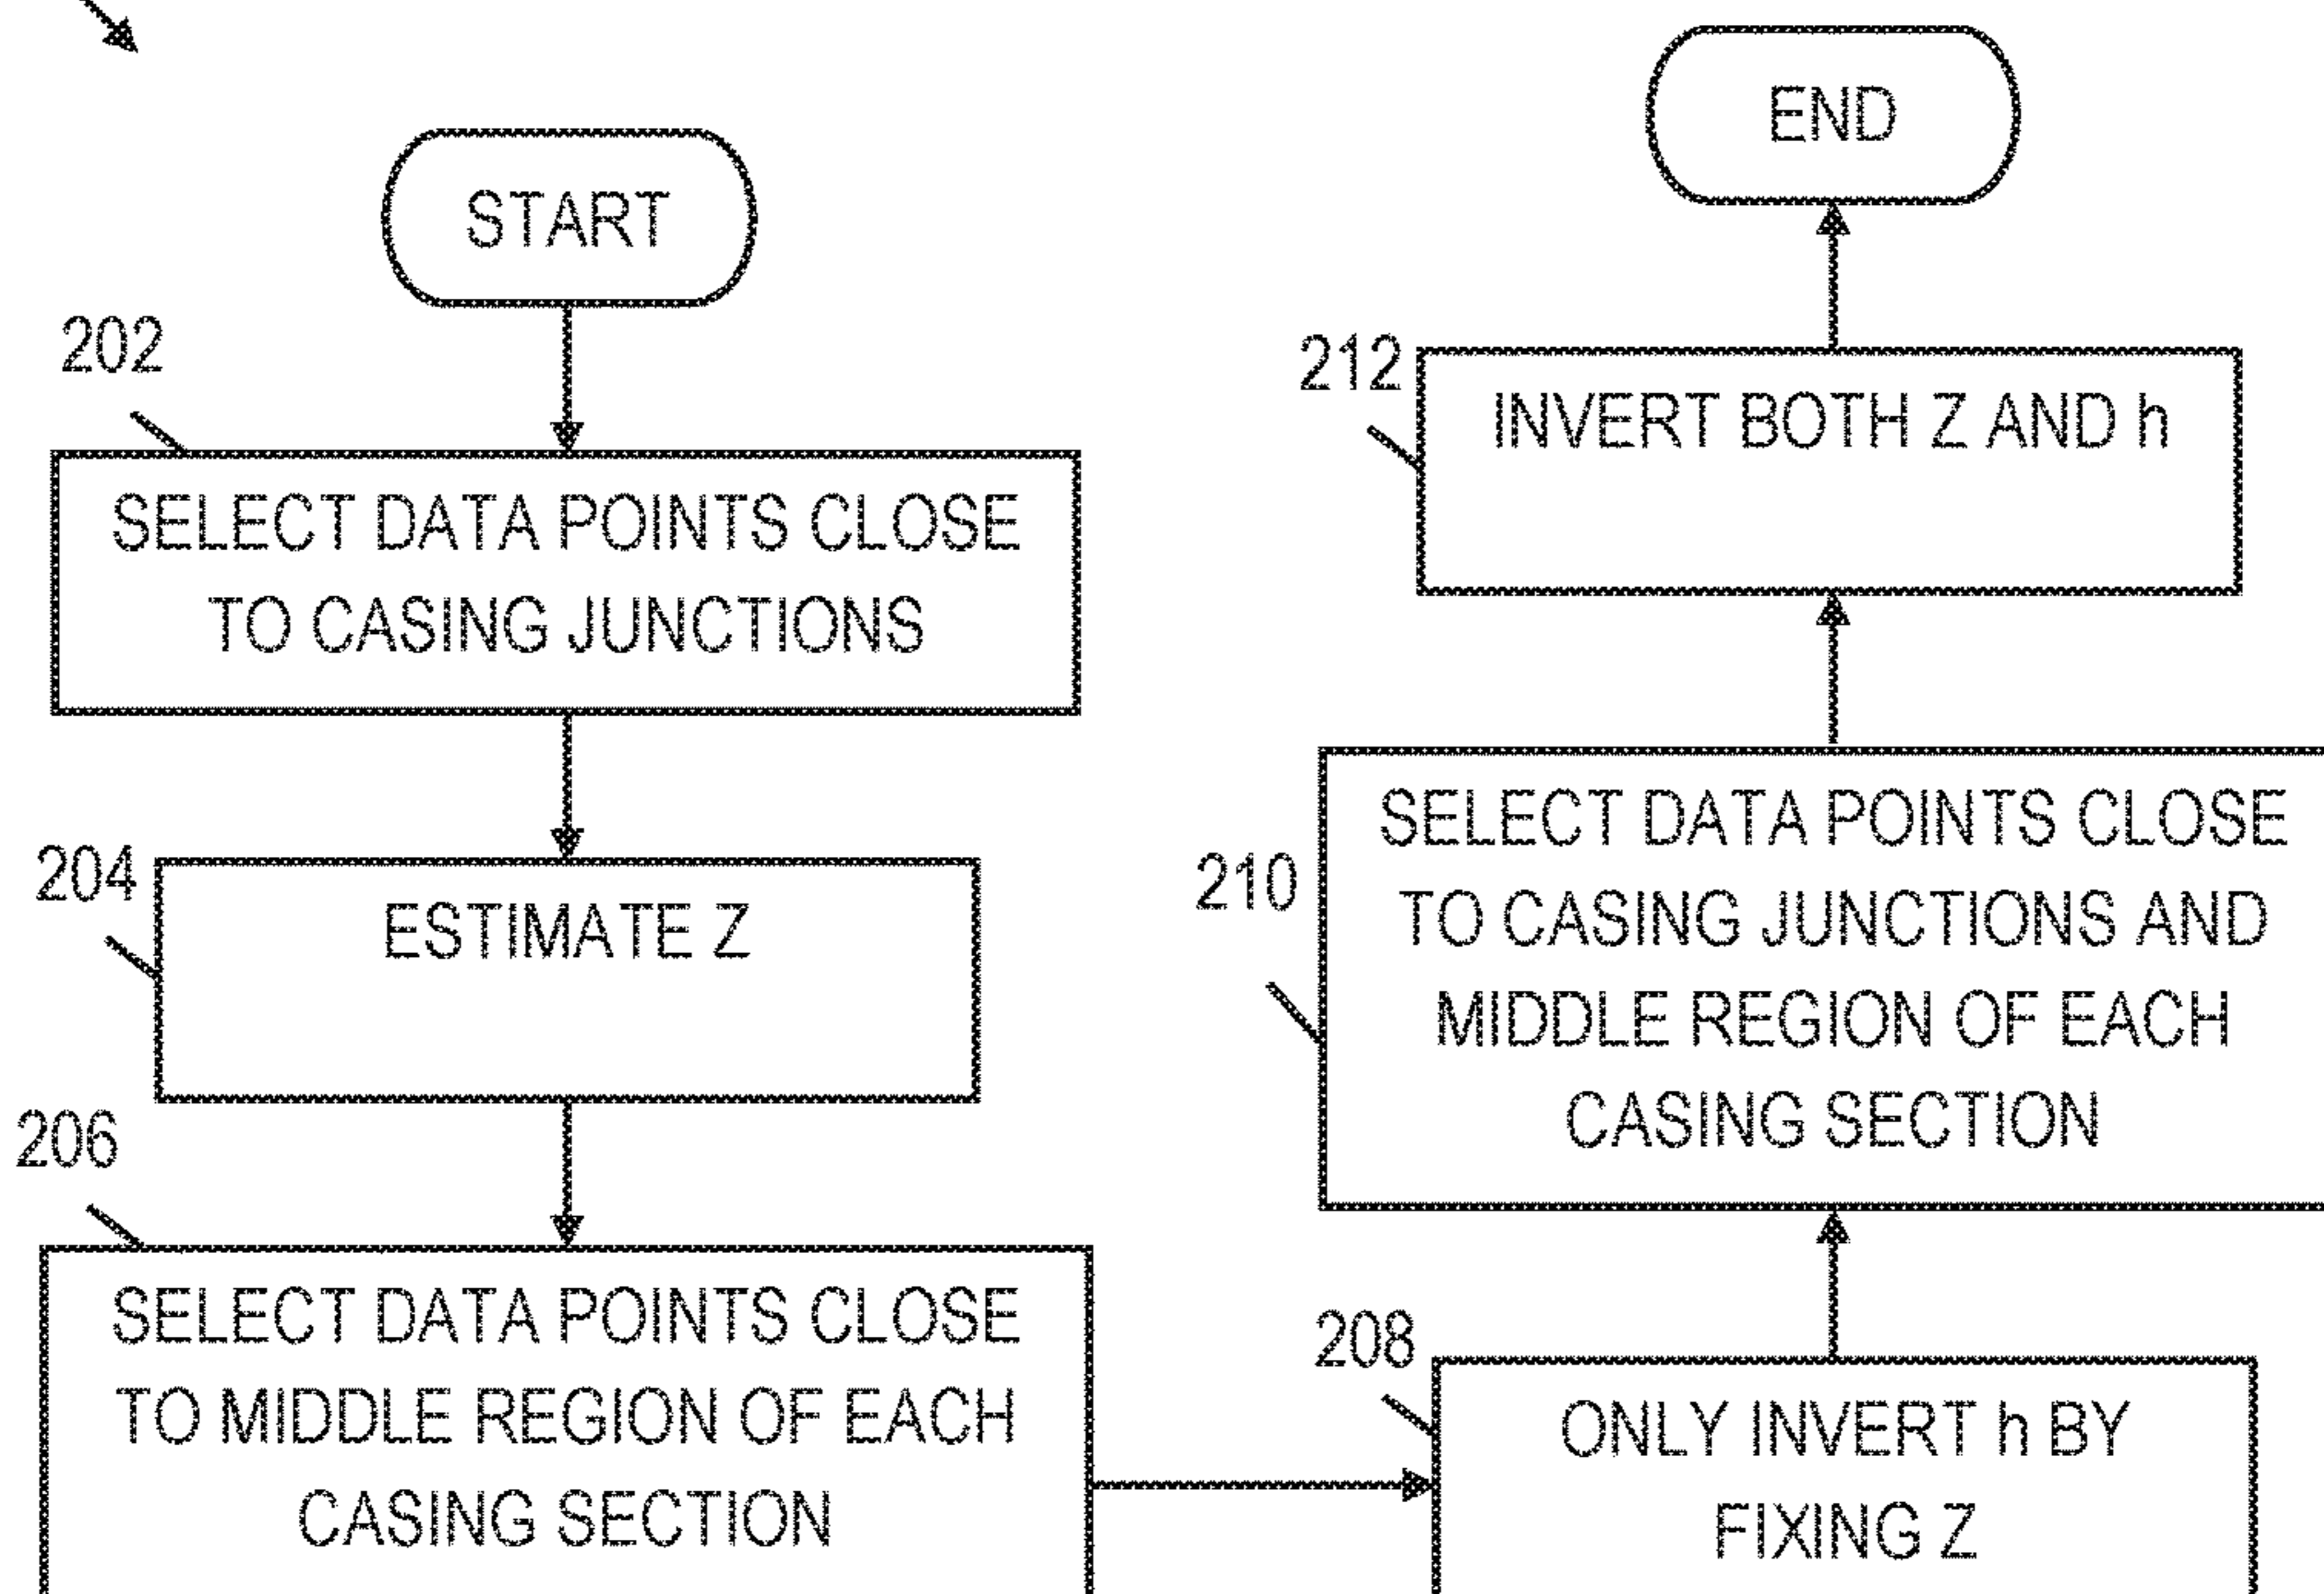 START
202
SELECT DATA POINTS CLOSE
TO CASING JUNCTIONS
204
ESTIMATE Z
206
SELECT DATA POINTS CLOSE
TO MIDDLE REGION OF EACH
CASING SECTION
208
ONLY INVERT h BY
FIXING Z
210
SELECT DATA POINTS CLOSE
TO CASING JUNCTIONS AND
MIDDLE REGION OF EACH
CASING SECTION
212
INVERT BOTH Z AND h
END